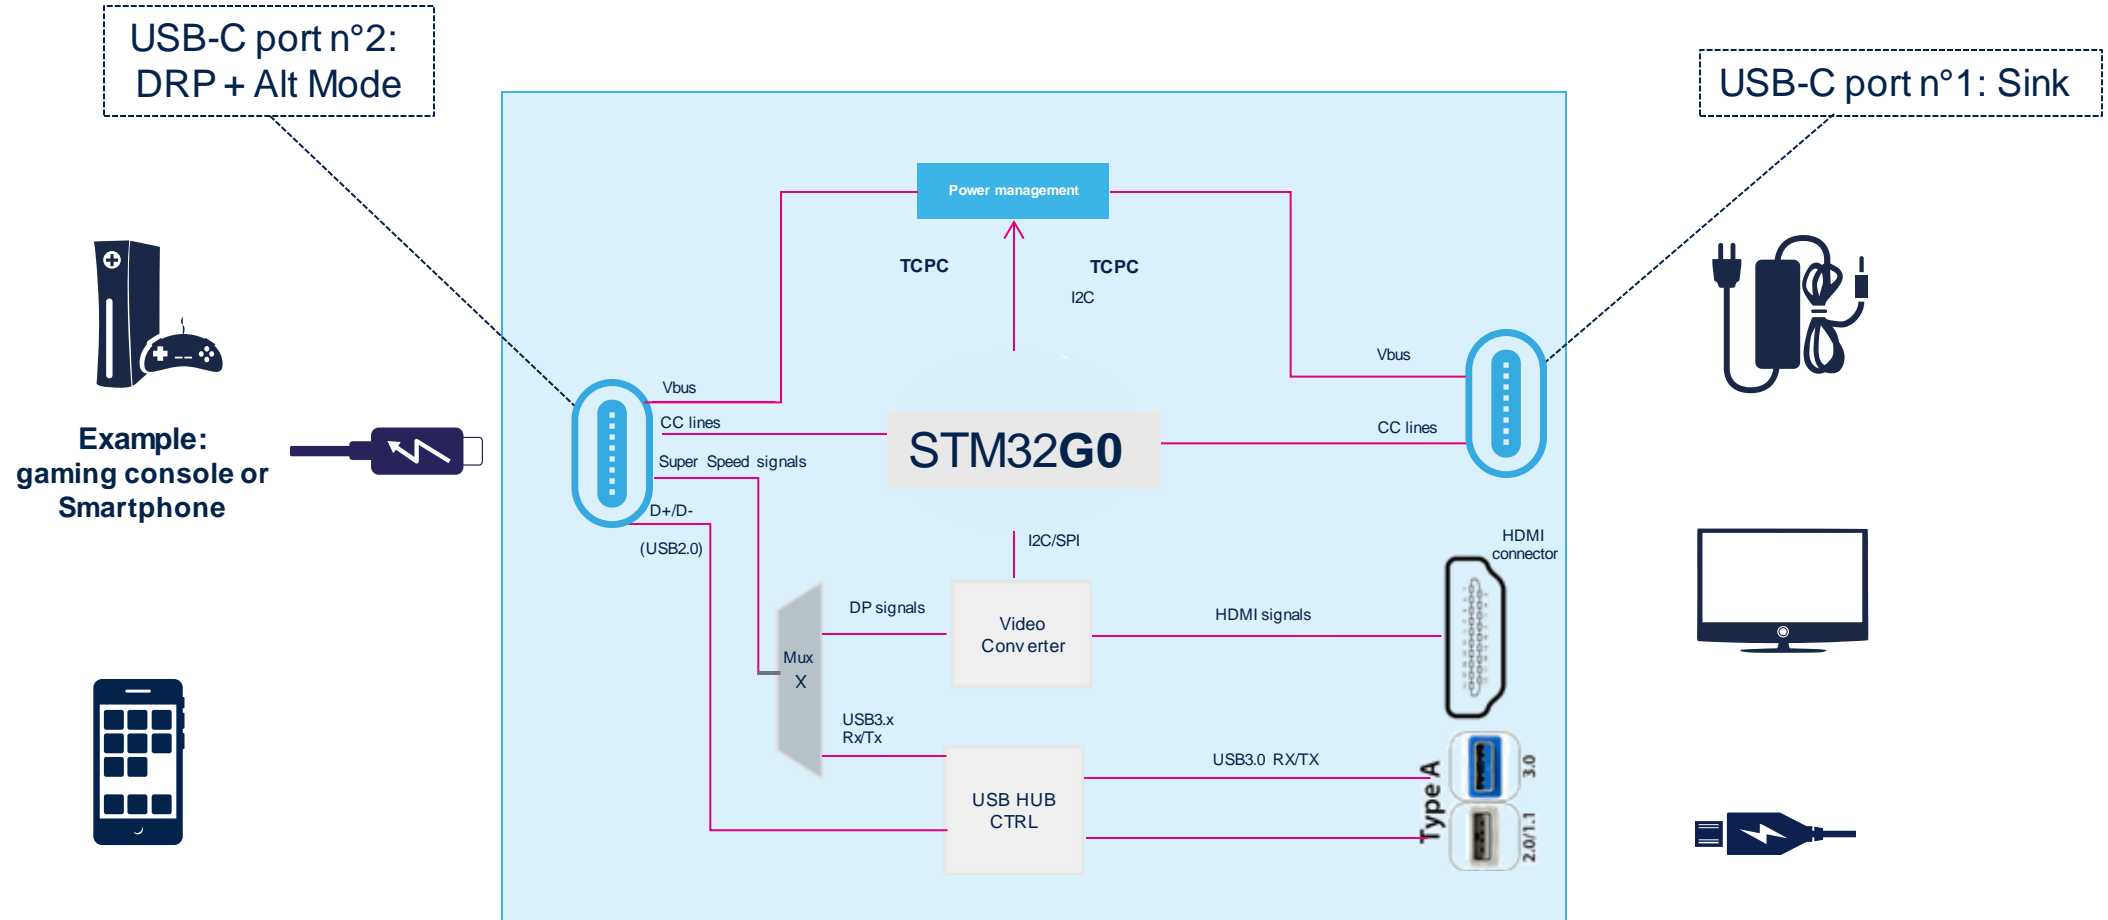 USB-C port n°2:
DRP + Alt Mode
USB-C port n°1: Sink
Power management
TCPC
TCPC
I2C
Vbus
Vbus
CC lines
CC lines
STM32G0
Super Speed signals
Example:
gaming console or
Smartphone
D+/D-
(USB2.0)
I2C/SPI
HDMI
connector
DP signals
Video
Converter
HDMI signals
Mux
X
USB3.x
Rx/Tx
USB3.0 RX/TX
USB HUB
CTRL
Type A
3.0
2.0/1.1